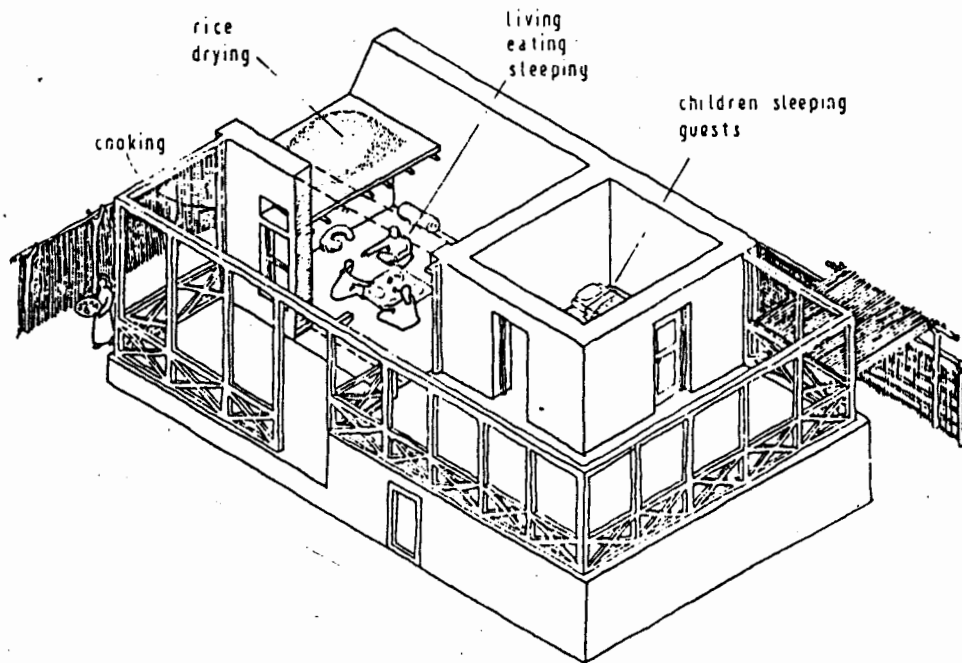 rice
drying
living
eating
sleeping
children sleeping
guests
cooking